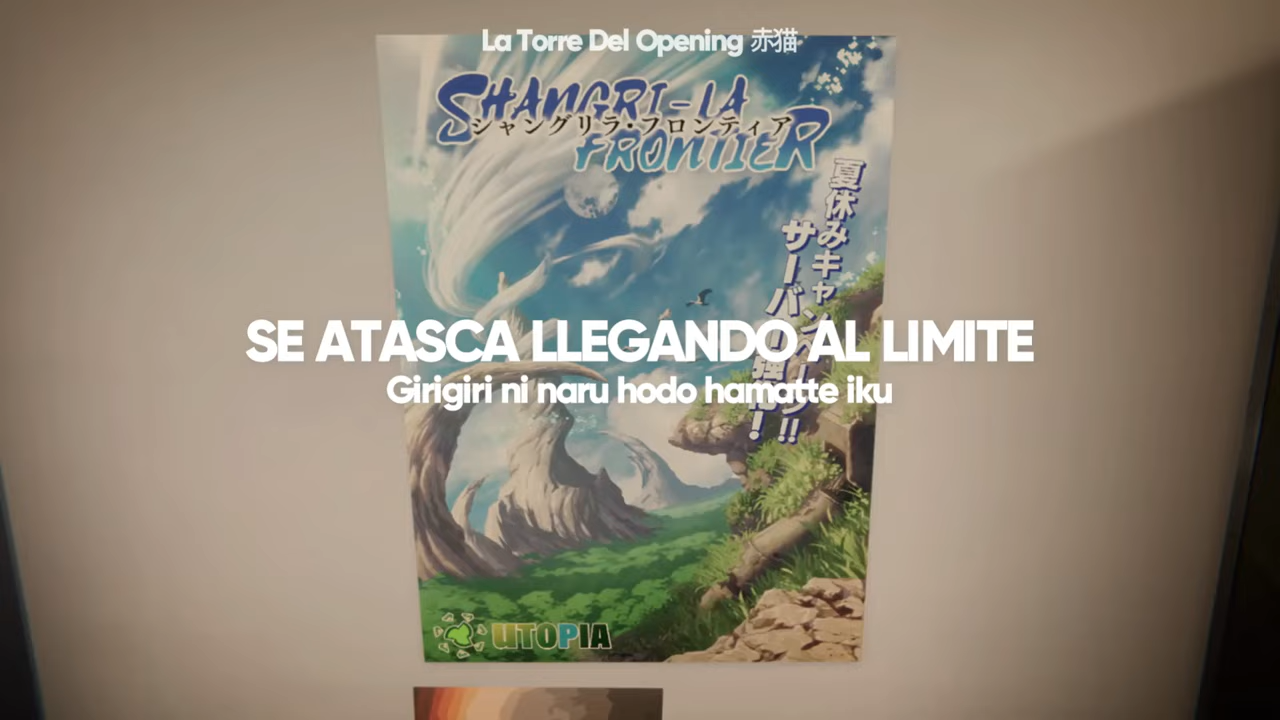 La Torre Del Opening 赤猫
SHANGRI-LA
シャングリラ・フロンティア
FRONTIER
夏休みキャンペーン!!
サーバー強化!
SE ATASCA LLEGANDO AL LIMITE
Girigiri ni naru hodo hamatte iku
UTOPIA